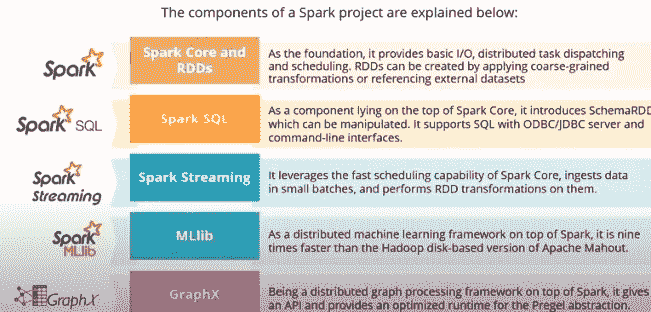 The components of a Spark project are explained below:
Spark
Spark Core and
RDDs
As the foundation, it provides basic I/O, distributed task dispatching
and scheduling. RDDs can be created by applying coarse-grained
transformations or referencing external datasets
Spark SQL
Spark SQL
As a component lying on the top of Spark Core, it introduces SchemaRDD
which can be manipulated. It supports SQL with ODBC/JDBC server and
command-line interfaces.
Spark
Streaming
Spark Streaming
It leverages the fast scheduling capability of Spark Core, ingests data
in small batches, and performs RDD transformations on them.
Spark
MLlib
MLlib
As a distributed machine learning framework on top of Spark, it is nine
times faster than the Hadoop disk-based version of Apache Mahout.
GraphX
GraphX
Being a distributed graph processing framework on top of Spark, it gives
an API and provides an optimized runtime for the Pregel abstraction.